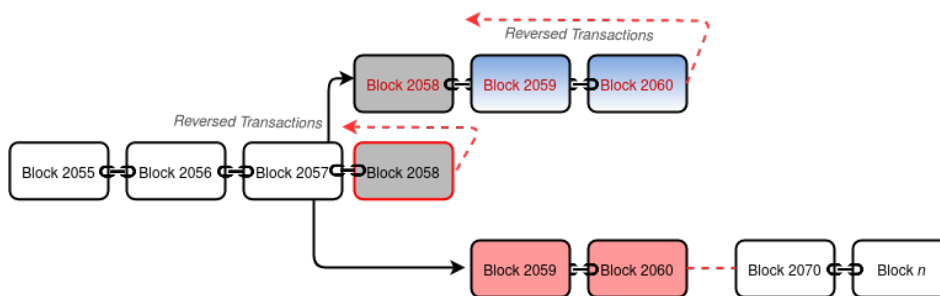 Reversed Transactions
Block 2058
Block 2059
Block 2060
Reversed Transactions
Block 2055
Block 2056
Block 2057
Block 2058
Block 2059
Block 2060
Block 2070
Block n